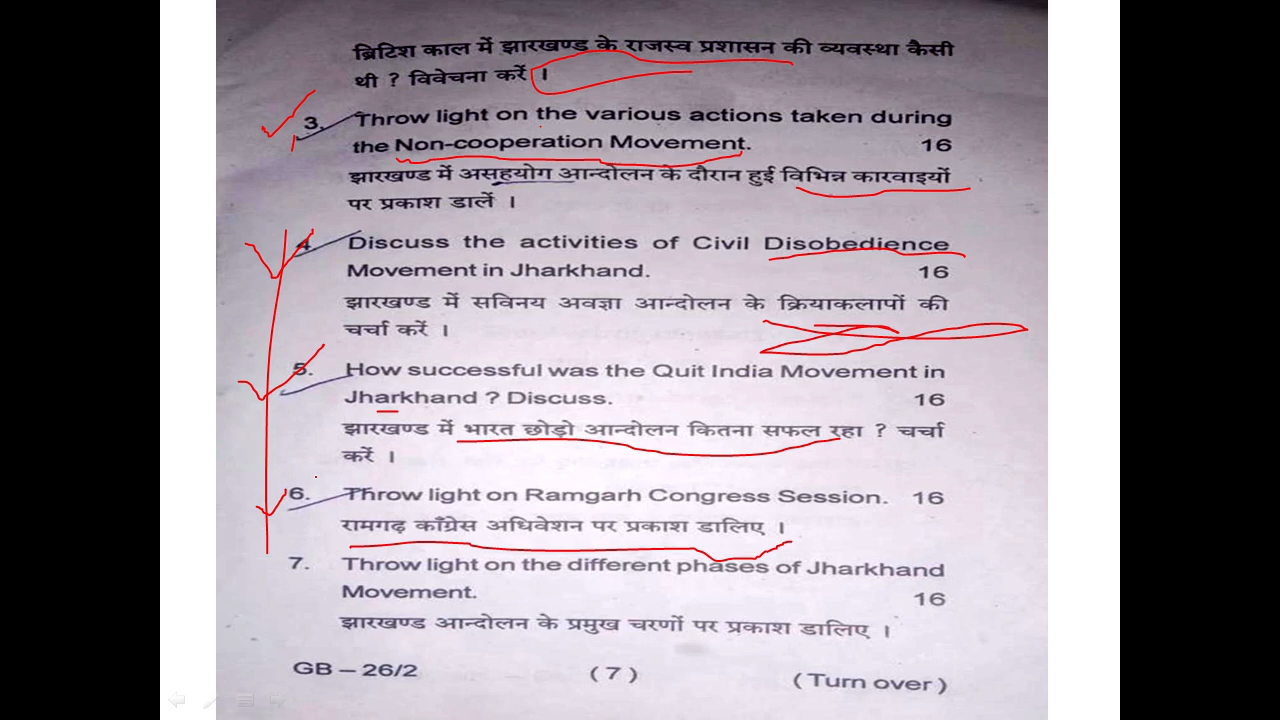 ब्रिटिश काल में झारखण्ड के राजस्व प्रशासन की व्यवस्था कैसी
थी ? विवेचना करें ।
3. Throw light on the various actions taken during
the Non-cooperation Movement. 16
झारखण्ड में असहयोग आन्दोलन के दौरान हुई विभिन्न कारवाइयों
पर प्रकाश डालें ।
4. Discuss the activities of Civil Disobedience
Movement in Jharkhand. 16
झारखण्ड में सविनय अवज्ञा आन्दोलन के क्रियाकलापों की
चर्चा करें ।
5. How successful was the Quit India Movement in
Jharkhand ? Discuss. 16
झारखण्ड में भारत छोड़ो आन्दोलन कितना सफल रहा ? चर्चा
करें ।
6. Throw light on Ramgarh Congress Session. 16
रामगढ़ काँग्रेस अधिवेशन पर प्रकाश डालिए ।
7. Throw light on the different phases of Jharkhand
Movement. 16
झारखण्ड आन्दोलन के प्रमुख चरणों पर प्रकाश डालिए ।
GB – 26/2 ( 7 ) ( Turn over )